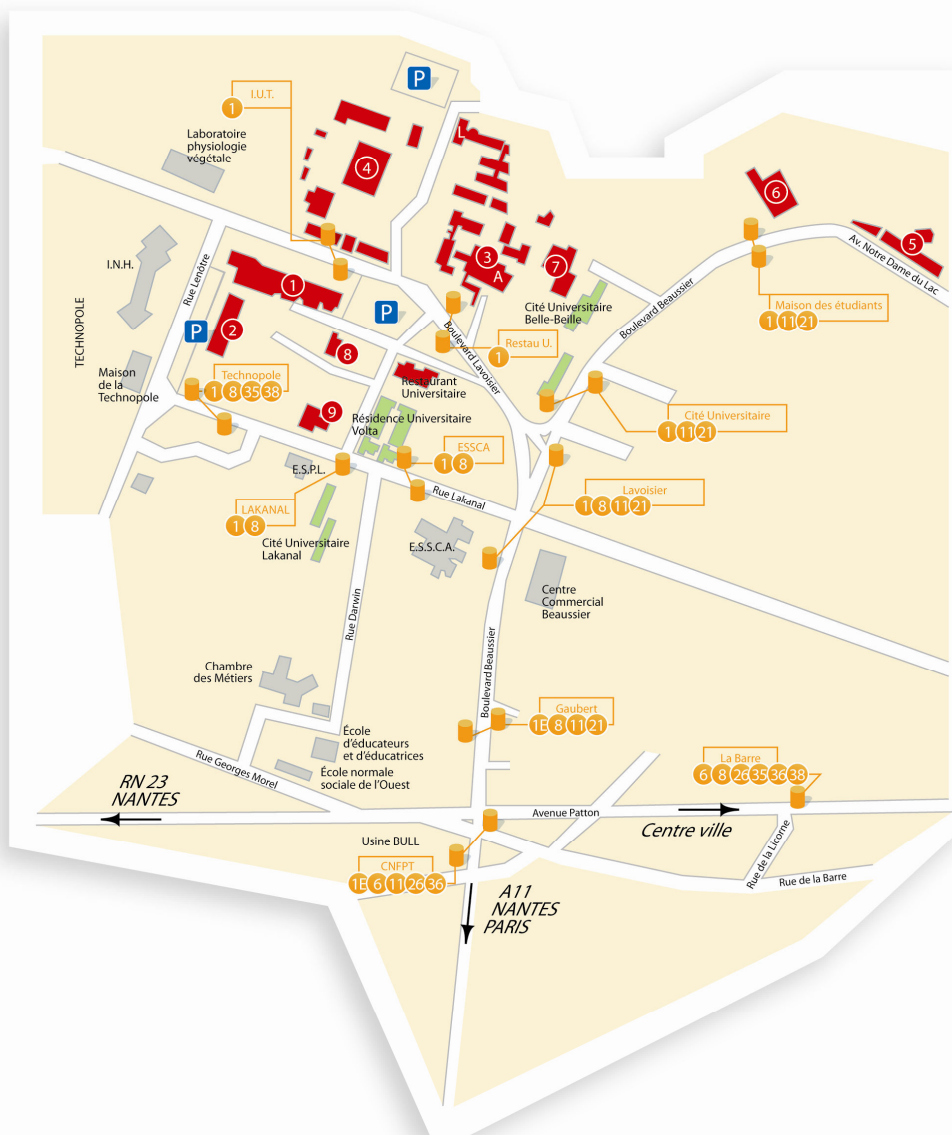 P
I.U.T.
1
Laboratoire
physiologie
végétale
L
4
6
5
Av. Notre Dame du Lac
I.N.H.
Rue Lenôtre
TECHNOPOLE
1
3
A
7
Cité Universitaire
Belle-Beille
Boulevard Beaussier
Maison des étudiants
1 11 21
P
2
P
8
Boulevard Lavoisier
Restau U.
1
Maison
de la
Technopole
Technopole
1 8 35 38
Restaurant
Universitaire
9
Résidence Universitaire
Volta
Cité Universitaire
1 11 21
ESSCA
1 8
E.S.P.L.
Rue Lakanal
Lavoisier
1 8 11 21
LAKANAL
1 8
Cité Universitaire
Lakanal
E.S.S.C.A.
Centre
Commercial
Beaussier
Rue Darwin
Boulevard Beaussier
Chambre
des Métiers
Gaubert
1E 8 11 21
École
d'éducateurs
et d'éducatrices
École normale
sociale de l'Ouest
Rue Georges Morel
La Barre
6 8 26 35 36 38
RN 23
NANTES
Avenue Patton
Centre ville
Rue de la Licorne
Usine BULL
CNFPT
1E 6 11 26 36
Rue de la Barre
A11
NANTES
PARIS